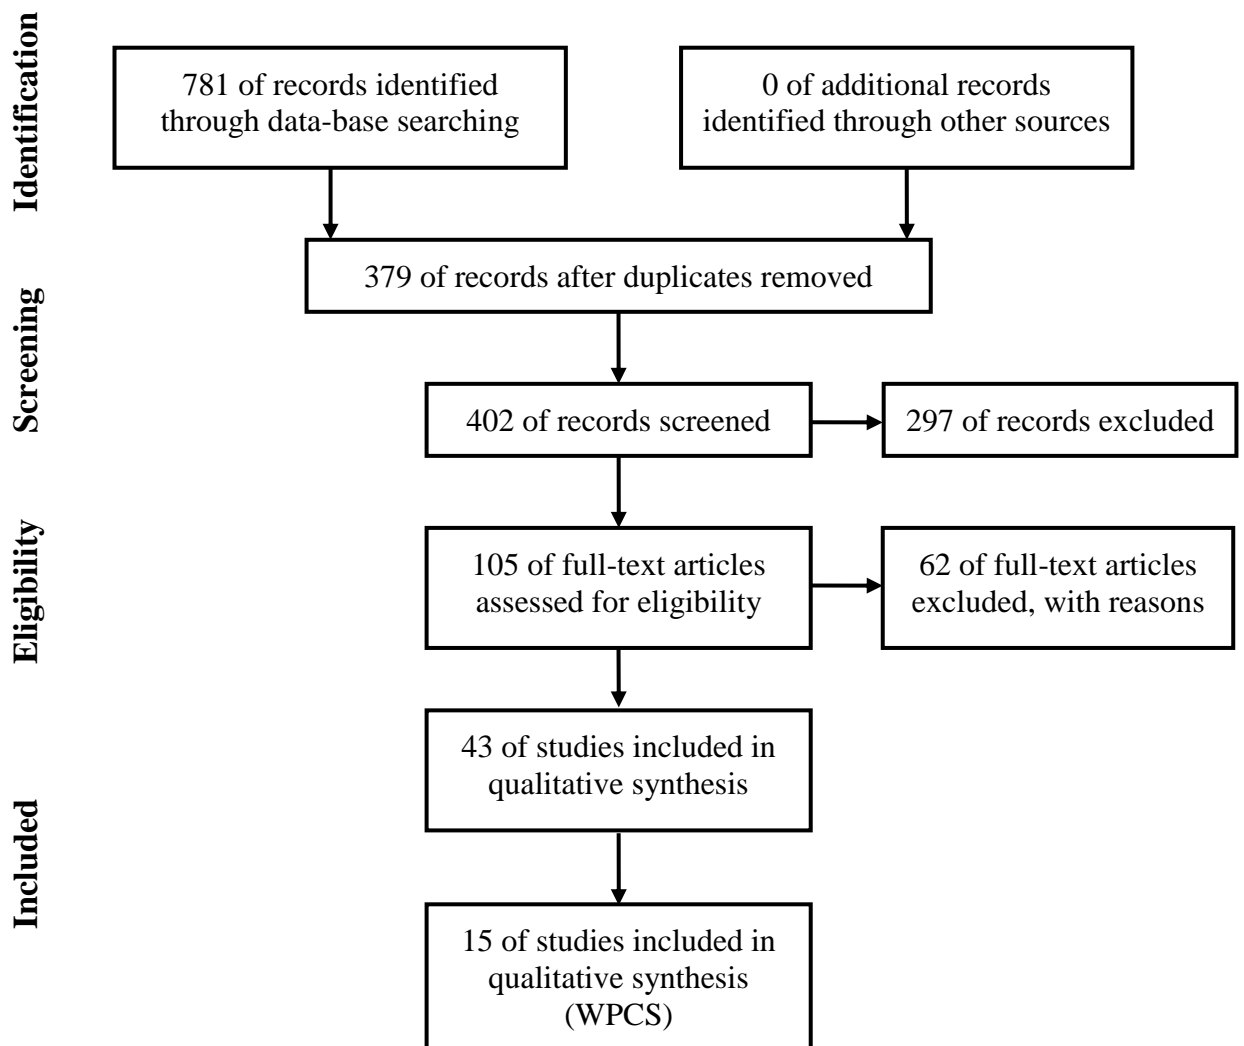 Identification
781 of records identified
through data-base searching
0 of additional records
identified through other sources
379 of records after duplicates removed
Screening
402 of records screened
297 of records excluded
Eligibility
105 of full-text articles
assessed for eligibility
62 of full-text articles
excluded, with reasons
Included
43 of studies included in
qualitative synthesis
15 of studies included in
qualitative synthesis
(WPCS)